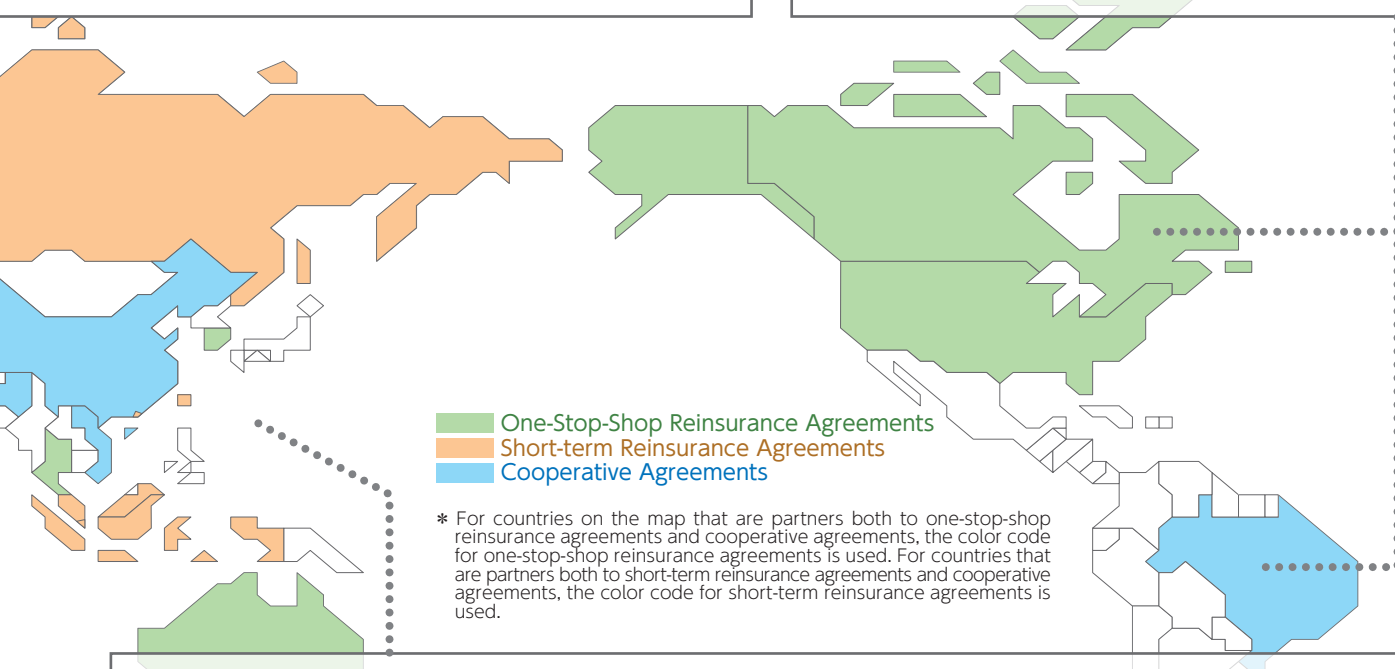 One-Stop-Shop Reinsurance Agreements
Short-term Reinsurance Agreements
Cooperative Agreements
* For countries on the map that are partners both to one-stop-shop
reinsurance agreements and cooperative agreements, the color code
for one-stop-shop reinsurance agreements is used. For countries that
are partners both to short-term reinsurance agreements and cooperative
agreements, the color code for short-term reinsurance agreements is
used.